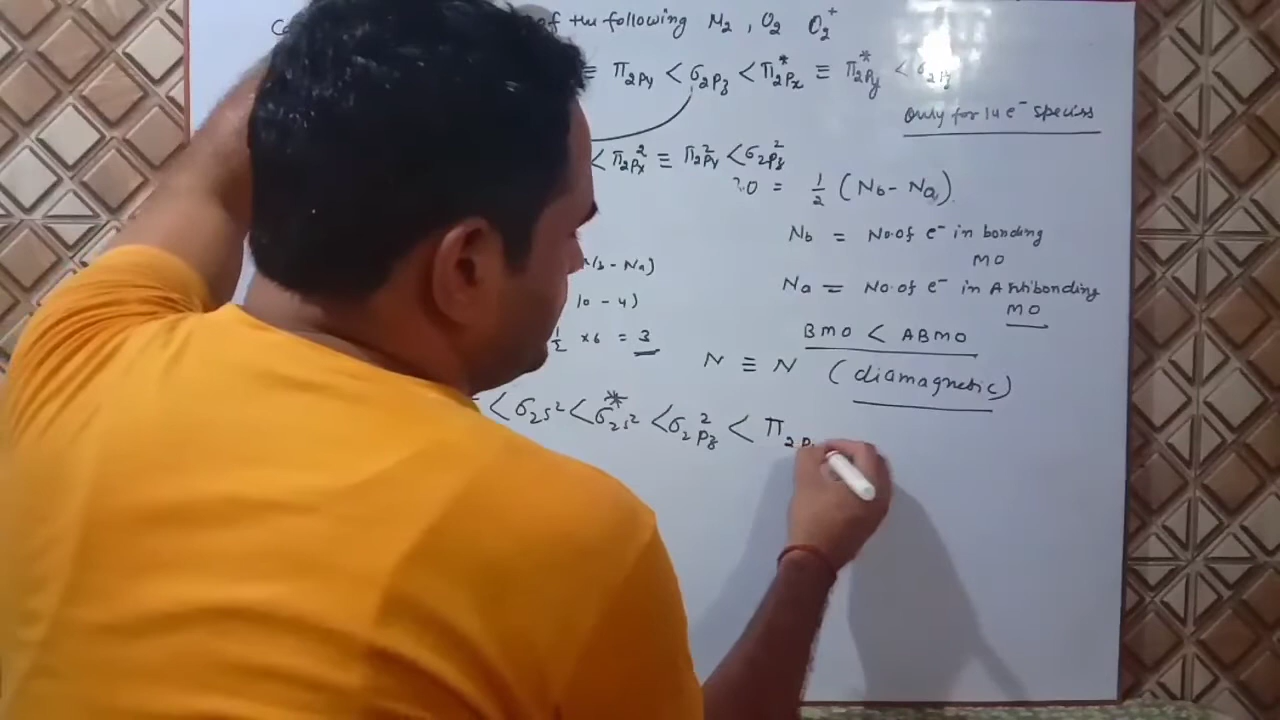 of the following N2 , O2 O2⁺
≡ π2py < σ2pz < π*2px ≡ π*2py < σ2pz
Only for 14 e⁻ species
< π2px² ≡ π2py² < σ2pz²
B.O = 1/2 (Nb - Na).
Nb = No. of e⁻ in bonding
MO
- Na)
Na = No. of e⁻ in Antibonding
MO
10 - 4)
BMO < ABMO
1/2 × 6 = 3
N ≡ N (diamagnetic)
< σ2s² < σ*2s² < σ2pz² < π2p